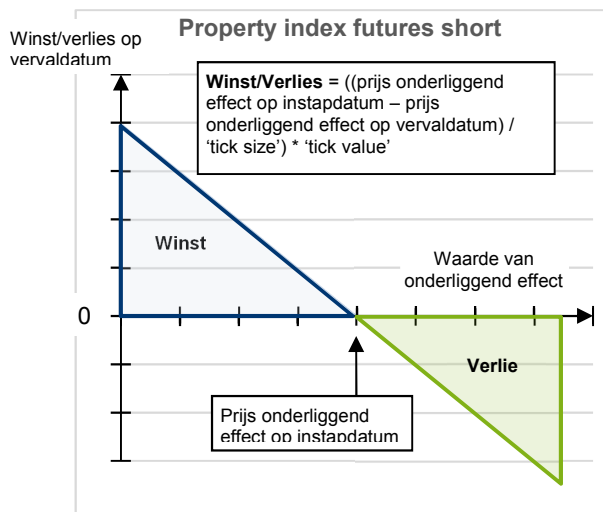 Property index futures short
Winst/verlies op
vervaldatum
Winst/Verlies = ((prijs onderliggend
effect op instapdatum – prijs
onderliggend effect op vervaldatum) /
‘tick size’) * ‘tick value’
Winst
Waarde van
onderliggend effect
0
Verlie
Prijs onderliggend
effect op instapdatum